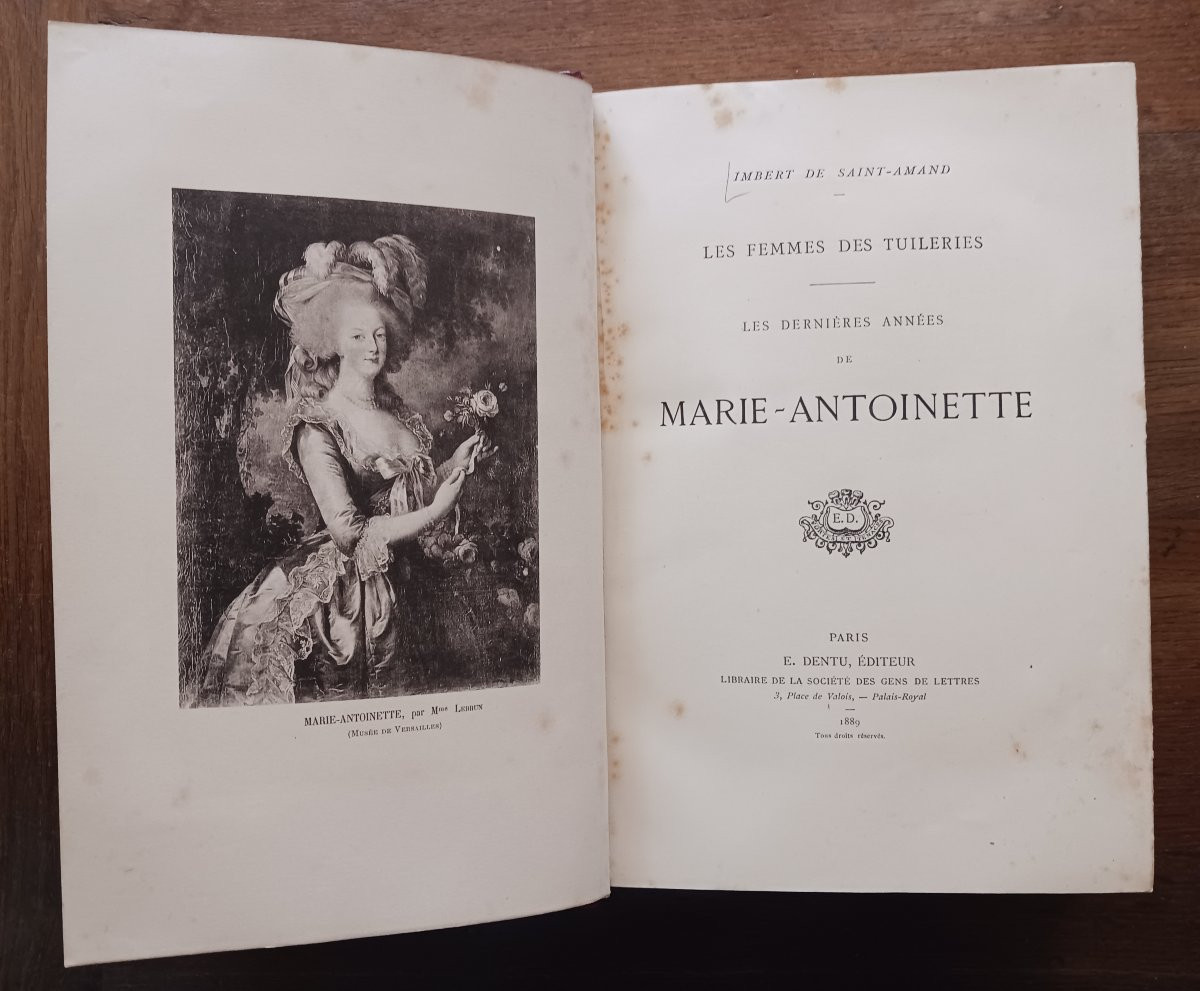 MARIE-ANTOINETTE, par Mme LEBRUN
(MUSÉE DE VERSAILLES)
IMBERT DE SAINT-AMAND
LES FEMMES DES TUILERIES
LES DERNIÈRES ANNÉES
DE
MARIE-ANTOINETTE
E. D.
PARIS
E. DENTU, ÉDITEUR
LIBRAIRE DE LA SOCIÉTÉ DES GENS DE LETTRES
3, Place de Valois, — Palais-Royal
1889
Tous droits réservés.